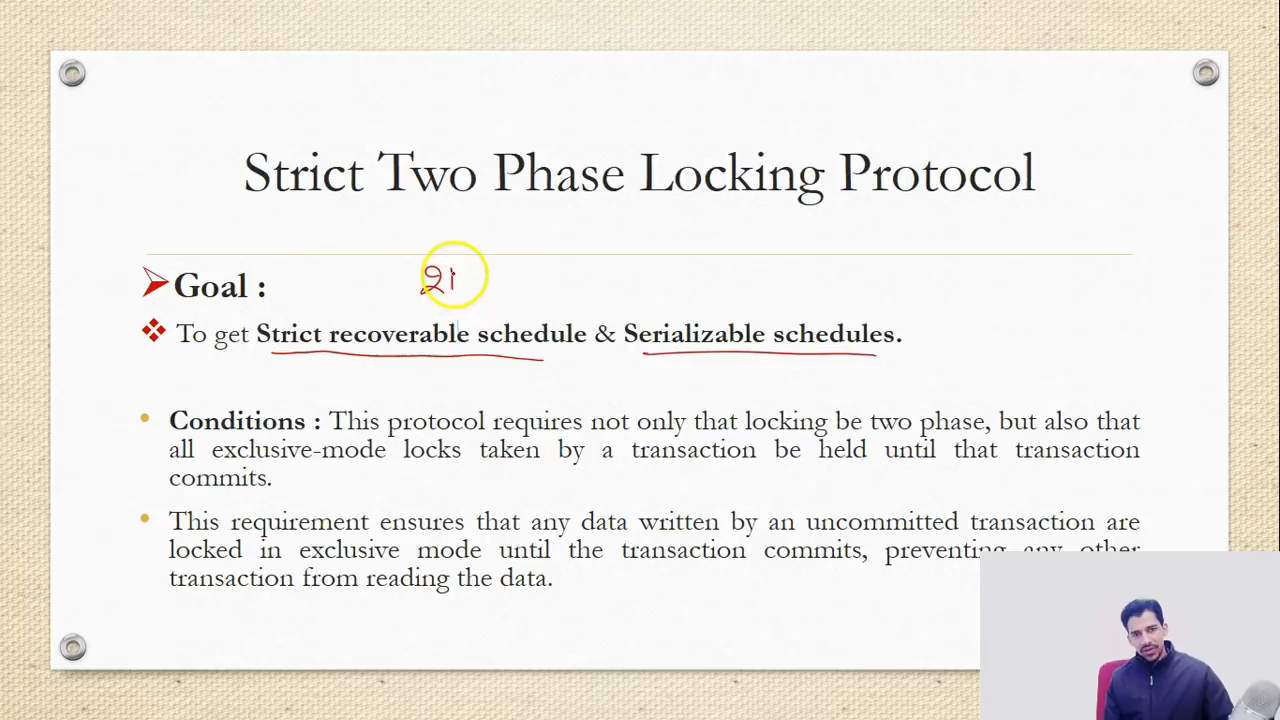 Strict Two Phase Locking Protocol
Goal :
To get Strict recoverable schedule & Serializable schedules.
Conditions : This protocol requires not only that locking be two phase, but also that
all exclusive-mode locks taken by a transaction be held until that transaction
commits.
This requirement ensures that any data written by an uncommitted transaction are
locked in exclusive mode until the transaction commits, preventing any other
transaction from reading the data.